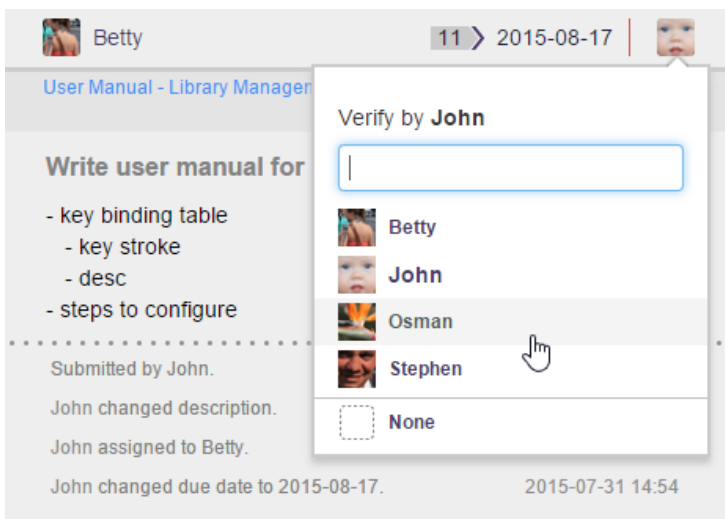 Betty
11 2015-08-17
User Manual - Library Managem
Verify by John
Write user manual for
Betty
- key binding table
- key stroke
John
- desc
- steps to configure
Osman
Submitted by John.
Stephen
John changed description.
None
John assigned to Betty.
John changed due date to 2015-08-17. 2015-07-31 14:54